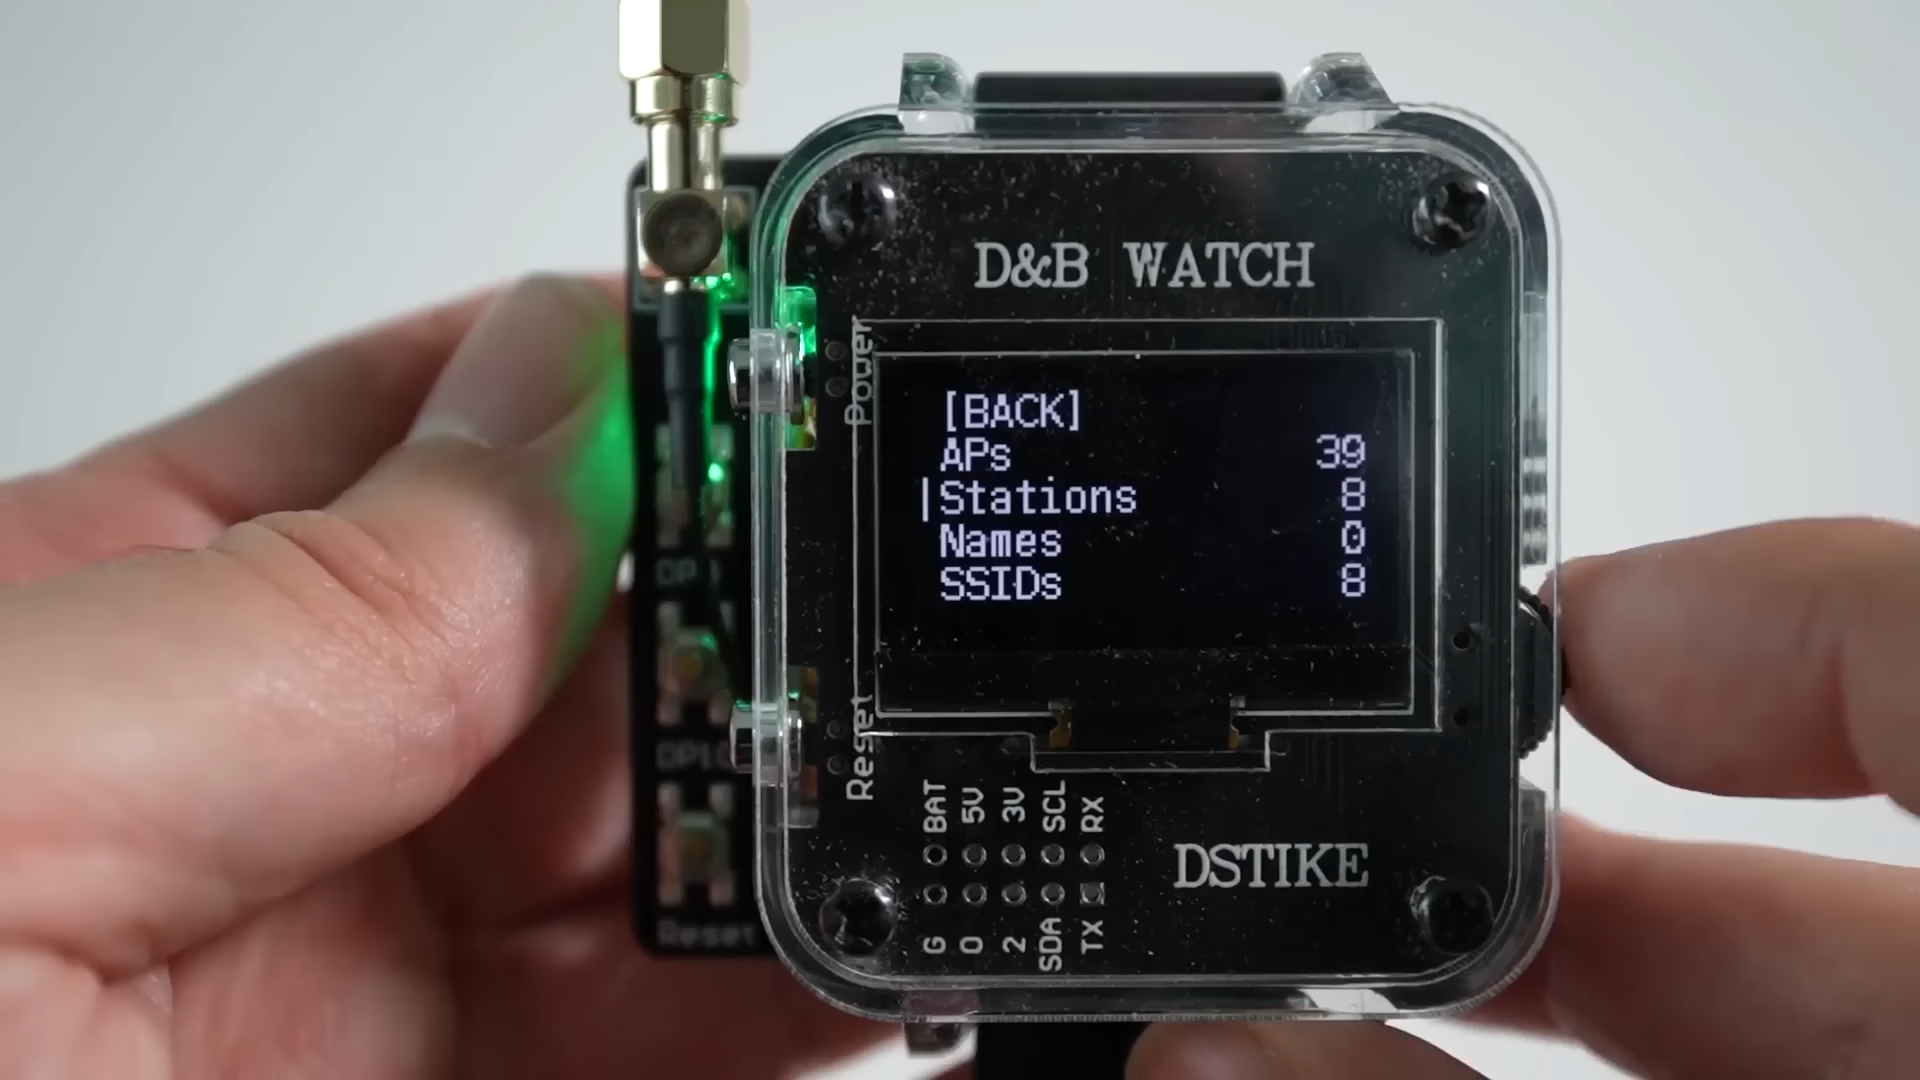 D&B WATCH
Power
[BACK]
APs 39
|Stations 8
Names 0
SSIDs 8
Reset
BAT 5V 3V SCL RX
G 0 2 SDA TX
DSTIKE
Reset